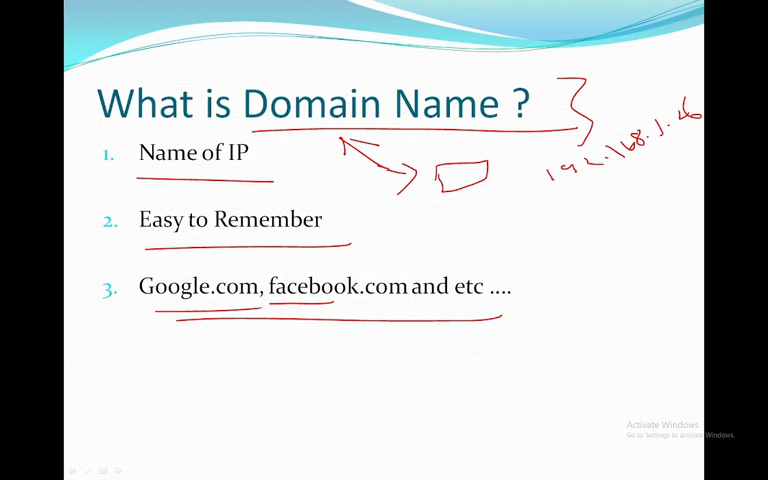 What is Domain Name ?
1. Name of IP
192.168.1.46
2. Easy to Remember
3. Google.com, facebook.com and etc ....
Activate Windows
Go to Settings to activate Windows.